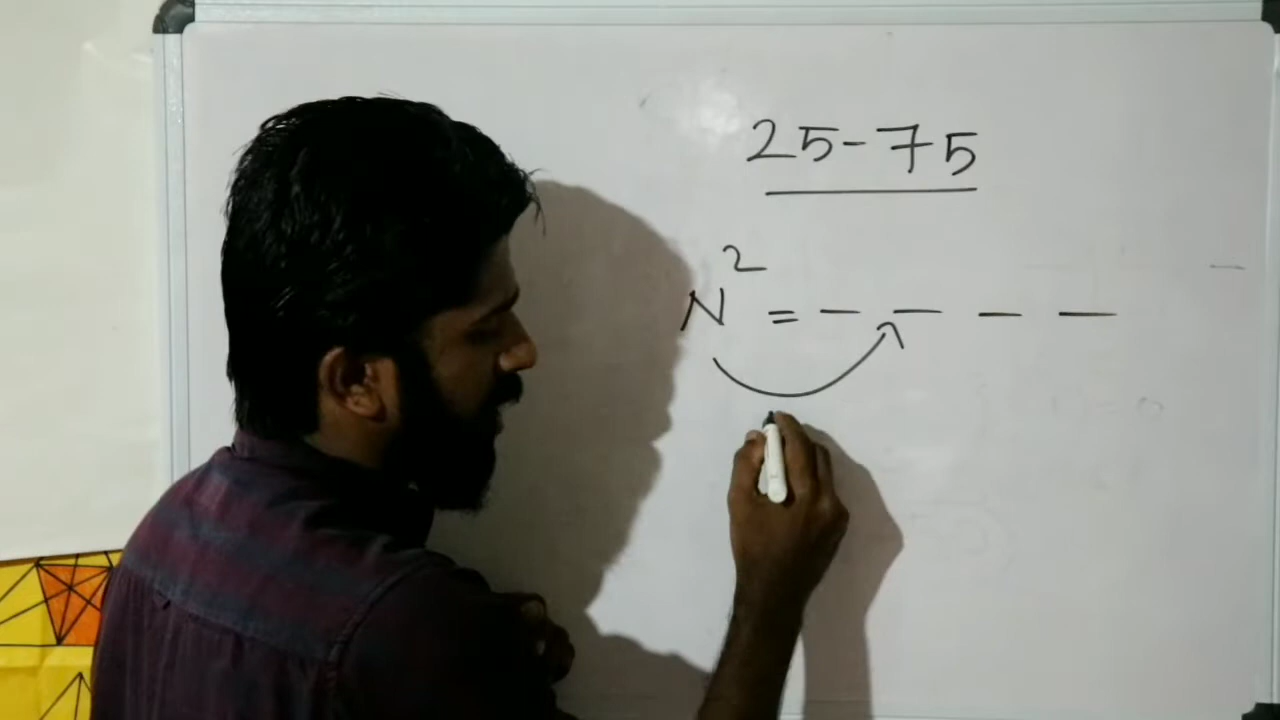 25-75
N² = _ _ _ _